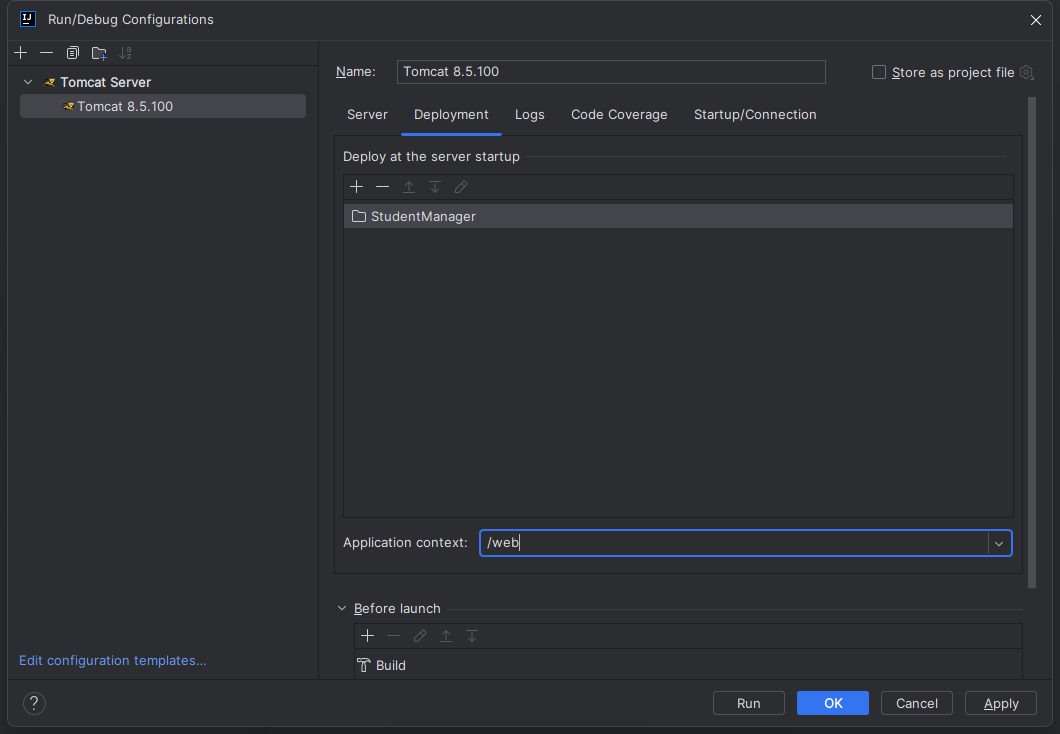 Run/Debug Configurations
Tomcat Server
Tomcat 8.5.100
Name: Tomcat 8.5.100 Store as project file
Server Deployment Logs Code Coverage Startup/Connection
Deploy at the server startup
StudentManager
Application context: /web
Before launch
Build
Edit configuration templates...
? Run OK Cancel Apply